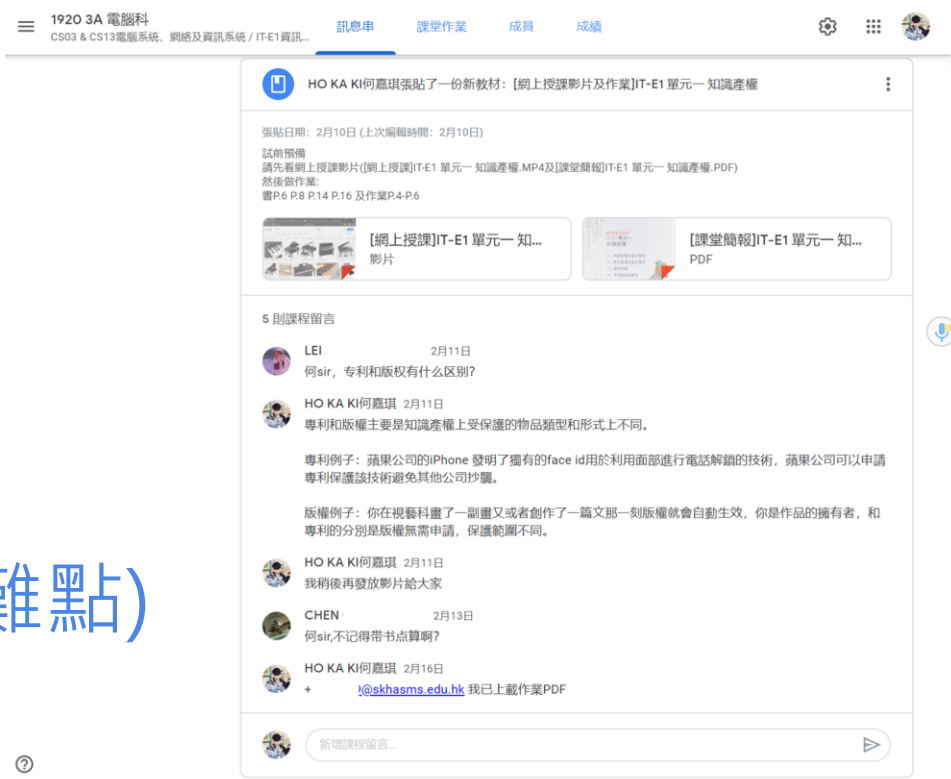 1920 3A 電腦科
CS03 & CS13電腦系統、網絡及資訊系統 / IT-E1資訊...
訊息串 課堂作業 成員 成績
HO KA KI何嘉琪張貼了一份新教材：[網上授課影片及作業]IT-E1 單元一 知識產權
張貼日期：2月10日 (上次編輯時間：2月10日)
試前預備
請先看網上授課影片([網上授課]IT-E1 單元一 知識產權.MP4及[課堂簡報]IT-E1 單元一 知識產權.PDF)
然後做作業:
書P.6 P.8 P.14 P.16 及作業P.4-P.6
[網上授課]IT-E1 單元一 知...
影片
[課堂簡報]IT-E1 單元一 知...
PDF
5 則課程留言
LEI 2月11日
何sir，专利和版权有什么区别?
HO KA KI何嘉琪 2月11日
專利和版權主要是知識產權上受保護的物品類型和形式上不同。
專利例子：蘋果公司的iPhone 發明了獨有的face id用於利用面部進行電話解鎖的技術，蘋果公司可以申請
專利保護該技術避免其他公司抄襲。
版權例子：你在視藝科畫了一副畫又或者創作了一篇文那一刻版權就會自動生效，你是作品的擁有者，和
專利的分別是版權無需申請，保護範圍不同。
HO KA KI何嘉琪 2月11日
我稍後再發放影片給大家
難點)
CHEN 2月13日
何sir,不记得带书点算啊?
HO KA KI何嘉琪 2月16日
+ @skhasms.edu.hk 我已上載作業PDF
新增課程留言...